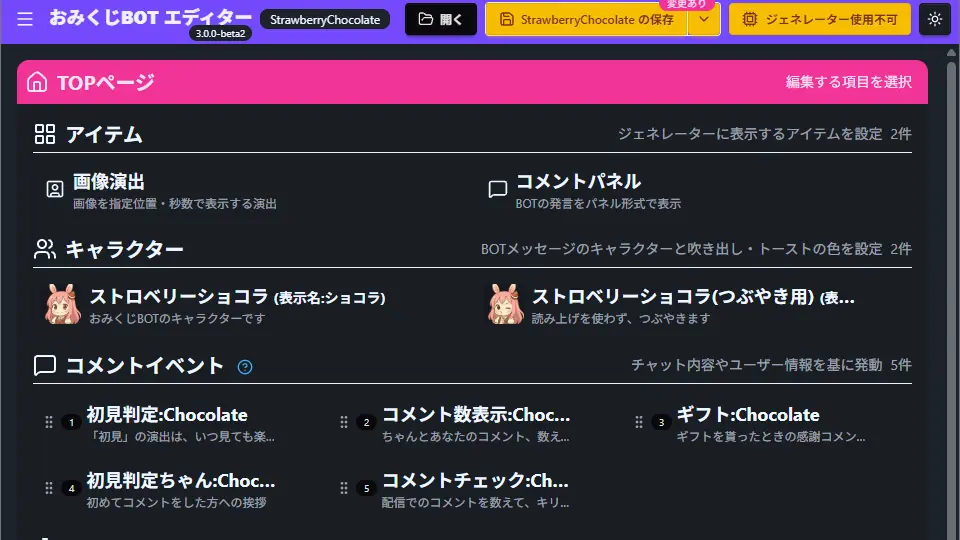 おみくじBOT エディター
3.0.0-beta2
StrawberryChocolate
開く
StrawberryChocolate の保存
変更あり
ジェネレーター使用不可
TOPページ
編集する項目を選択
アイテム
ジェネレーターに表示するアイテムを設定 2件
画像演出
画像を指定位置・秒数で表示する演出
コメントパネル
BOTの発言をパネル形式で表示
キャラクター
BOTメッセージのキャラクターと吹き出し・トーストの色を設定 2件
ストロベリーショコラ (表示名:ショコラ)
おみくじBOTのキャラクターです
ストロベリーショコラ(つぶやき用) (表...
読み上げを使わず、つぶやきます
コメントイベント
チャット内容やユーザー情報を基に発動 5件
1
初見判定:Chocolate
「初見」の演出は、いつ見ても楽...
2
コメント数表示:Choc...
ちゃんとあなたのコメント、数え...
3
ギフト:Chocolate
ギフトを貰ったときの感謝コメン...
4
初見判定ちゃん:Choc...
初めてコメントをした方への挨拶
5
コメントチェック:Ch...
配信でのコメントを数えて、キリ...